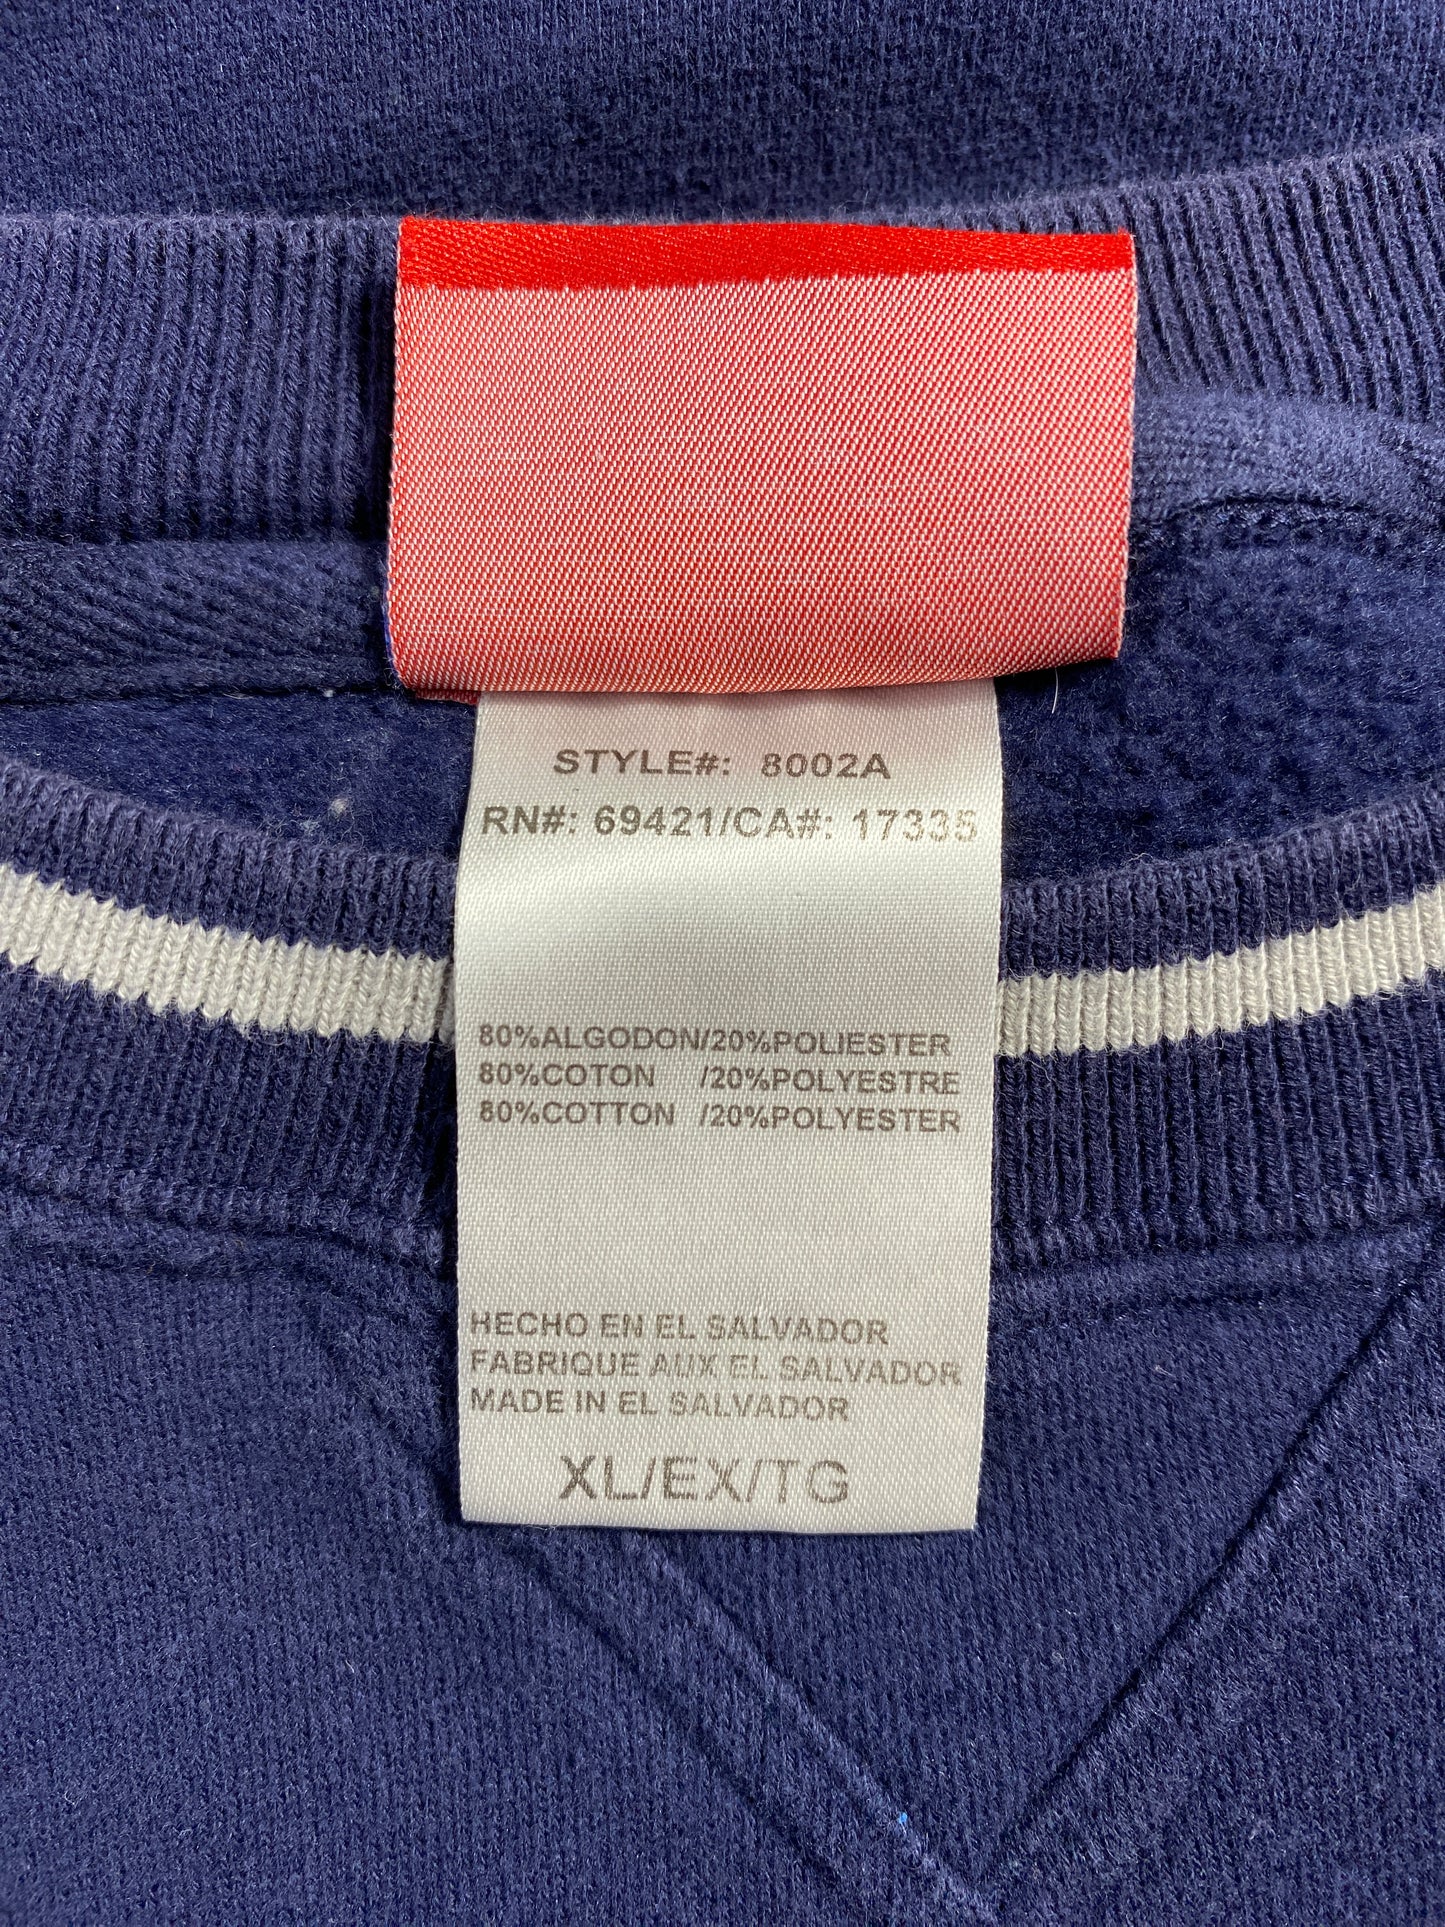 STYLE#: 8002A
RN#: 69421/CA#: 17335
80%ALGODON/20%POLIESTER
80%COTON /20%POLYESTRE
80%COTTON /20%POLYESTER
HECHO EN EL SALVADOR
FABRIQUE AUX EL SALVADOR
MADE IN EL SALVADOR
XL/EX/TG